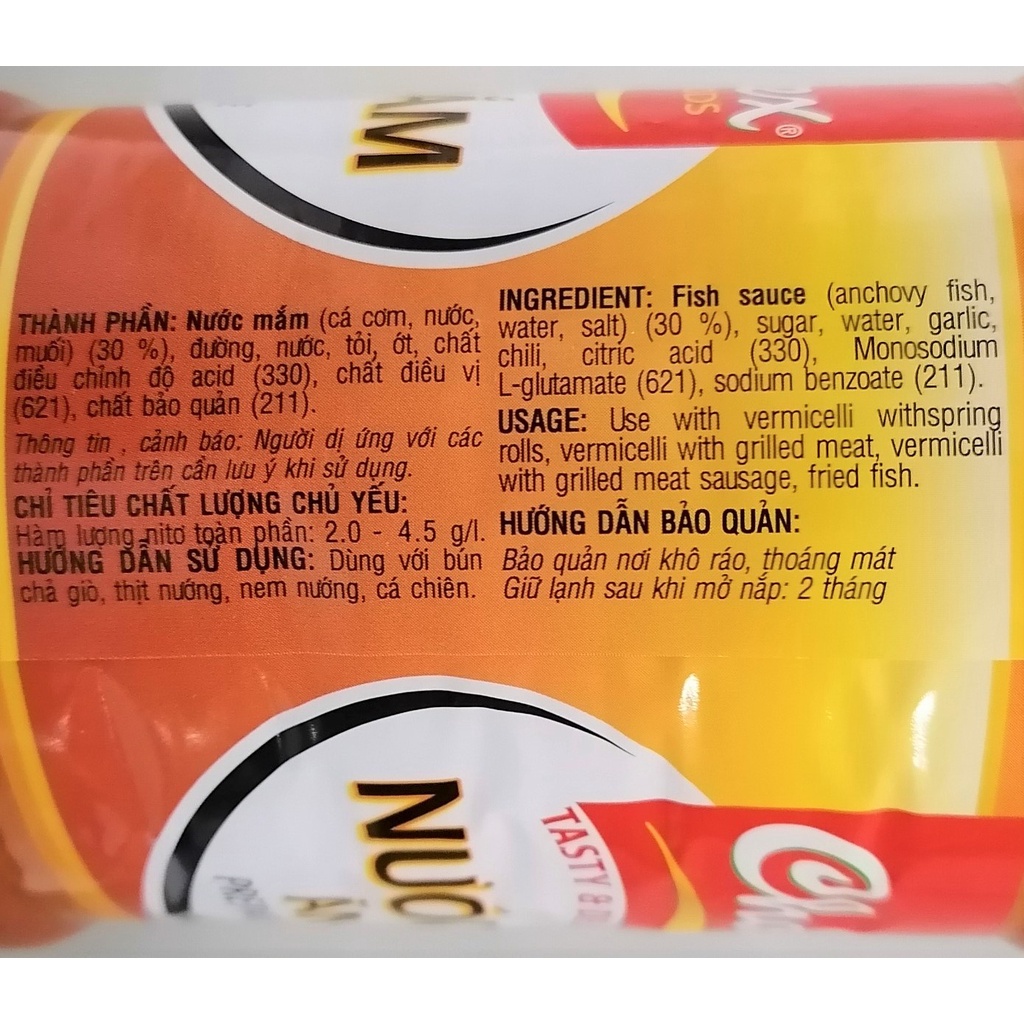 THÀNH PHẦN: Nước mắm (cá cơm, nước,
muối) (30 %), đường, nước, tỏi, ớt, chất
điều chỉnh độ acid (330), chất điều vị
(621), chất bảo quản (211).
Thông tin , cảnh báo: Người dị ứng với các
thành phần trên cần lưu ý khi sử dụng.
CHỈ TIÊU CHẤT LƯỢNG CHỦ YẾU:
Hàm lượng nitơ toàn phần: 2.0 - 4.5 g/l.
HƯỚNG DẪN SỬ DỤNG: Dùng với bún
chả giò, thịt nướng, nem nướng, cá chiên.
INGREDIENT: Fish sauce (anchovy fish,
water, salt) (30 %), sugar, water, garlic,
chili, citric acid (330), Monosodium
L-glutamate (621), sodium benzoate (211).
USAGE: Use with vermicelli withspring
rolls, vermicelli with grilled meat, vermicelli
with grilled meat sausage, fried fish.
HƯỚNG DẪN BẢO QUẢN:
Bảo quản nơi khô ráo, thoáng mát
Giữ lạnh sau khi mở nắp: 2 tháng
TASTY &